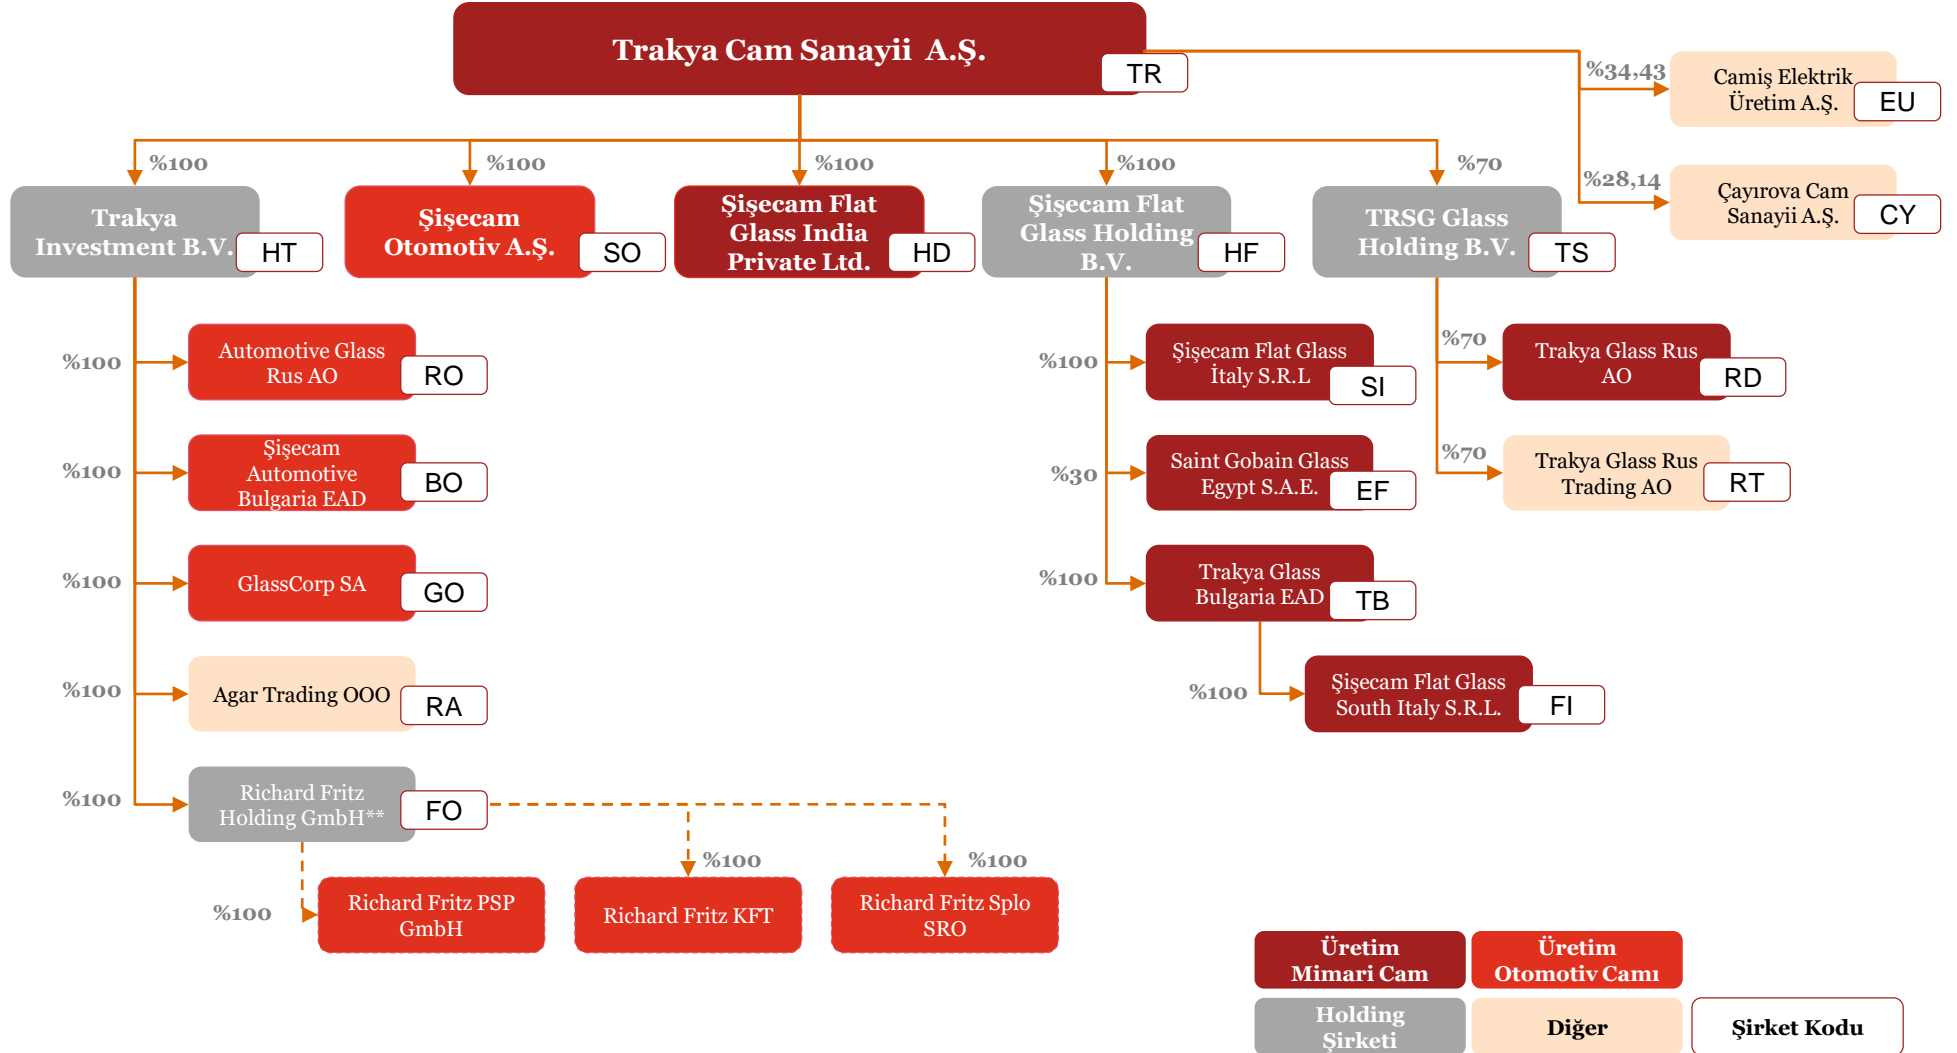 Trakya Cam Sanayii A.Ş.
TR
%34,43
Camiş Elektrik
Üretim A.Ş.
EU
%28,14
Çayırova Cam
Sanayii A.Ş.
CY
%100
%100
%100
%100
%70
Trakya
Investment B.V.
HT
Şişecam
Otomotiv A.Ş.
SO
Şişecam Flat
Glass India
Private Ltd.
HD
Şişecam Flat
Glass Holding
B.V.
HF
TRSG Glass
Holding B.V.
TS
%100
Automotive Glass
Rus AO
RO
%100
Şişecam Flat Glass
İtaly S.R.L
SI
%70
Trakya Glass Rus
AO
RD
%100
Şişecam
Automotive
Bulgaria EAD
BO
%30
Saint Gobain Glass
Egypt S.A.E.
EF
%70
Trakya Glass Rus
Trading AO
RT
%100
GlassCorp SA
GO
%100
Trakya Glass
Bulgaria EAD
TB
%100
Agar Trading OOO
RA
%100
Şişecam Flat Glass
South Italy S.R.L.
FI
%100
Richard Fritz
Holding GmbH**
FO
%100
%100
%100
Richard Fritz PSP
GmbH
Richard Fritz KFT
Richard Fritz Splo
SRO
Üretim
Mimari Cam
Üretim
Otomotiv Camı
Holding
Şirketi
Diğer
Şirket Kodu